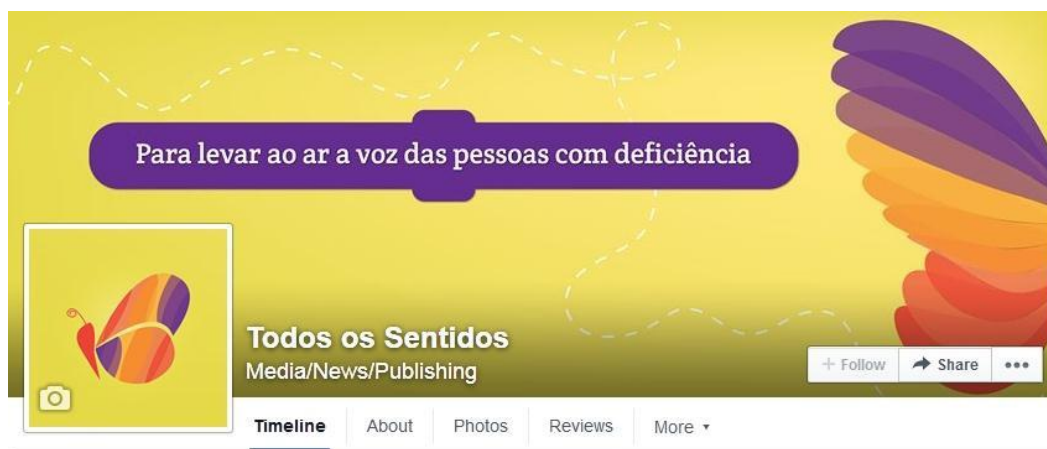 Para levar ao ar a voz das pessoas com deficiência
Todos os Sentidos
Media/News/Publishing
+ Follow
Share
Timeline
About
Photos
Reviews
More